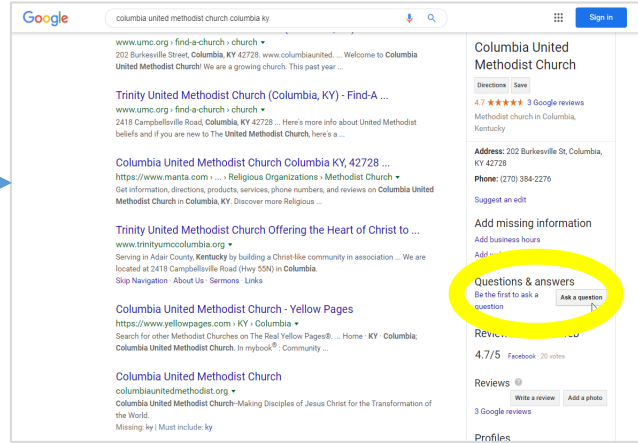 Google
columbia united methodist church columbia ky
Sign in
www.umc.org › find-a-church › church ▾
202 Burkesville Street, Columbia, KY 42728. www.columbiaunited. ... Welcome to Columbia
United Methodist Church! We are a growing church. This past year ...
Trinity United Methodist Church (Columbia, KY) - Find-A ...
www.umc.org › find-a-church › church ▾
2418 Campbellsville Road, Columbia, KY 42728 ... Here's more info about United Methodist
beliefs and if you are new to The United Methodist Church, here's a ...
Columbia United Methodist Church Columbia KY, 42728 ...
https://www.manta.com › ... › Religious Organizations › Methodist Church ▾
Get information, directions, products, services, phone numbers, and reviews on Columbia United
Methodist Church in Columbia, KY. Discover more Religious ...
Trinity United Methodist Church Offering the Heart of Christ to ...
www.trinityumccolumbia.org ▾
Serving in Adair County, Kentucky by building a Christ-like community in association ... We are
located at 2418 Campbellsville Road (Hwy 55N) in Columbia.
Skip Navigation · About Us · Sermons · Links
Columbia United Methodist Church - Yellow Pages
https://www.yellowpages.com › KY › Columbia ▾
Search for other Methodist Churches on The Real Yellow Pages®. ... Home · KY · Columbia;
Columbia United Methodist Church. In mybook® : Community ...
Columbia United Methodist Church
columbiaunitedmethodist.org ▾
Columbia United Methodist Church–Making Disciples of Jesus Christ for the Transformation of
the World.
Missing: ky | Must include: ky
Columbia United
Methodist Church
Directions Save
4.7 ★★★★★ 3 Google reviews
Methodist church in Columbia,
Kentucky
Address: 202 Burkesville St, Columbia,
KY 42728
Phone: (270) 384-2276
Suggest an edit
Add missing information
Add business hours
Add
Questions & answers
Be the first to ask a
question
Ask a question
4.7/5 Facebook · 20 votes
Reviews
Write a review Add a photo
3 Google reviews
Profiles